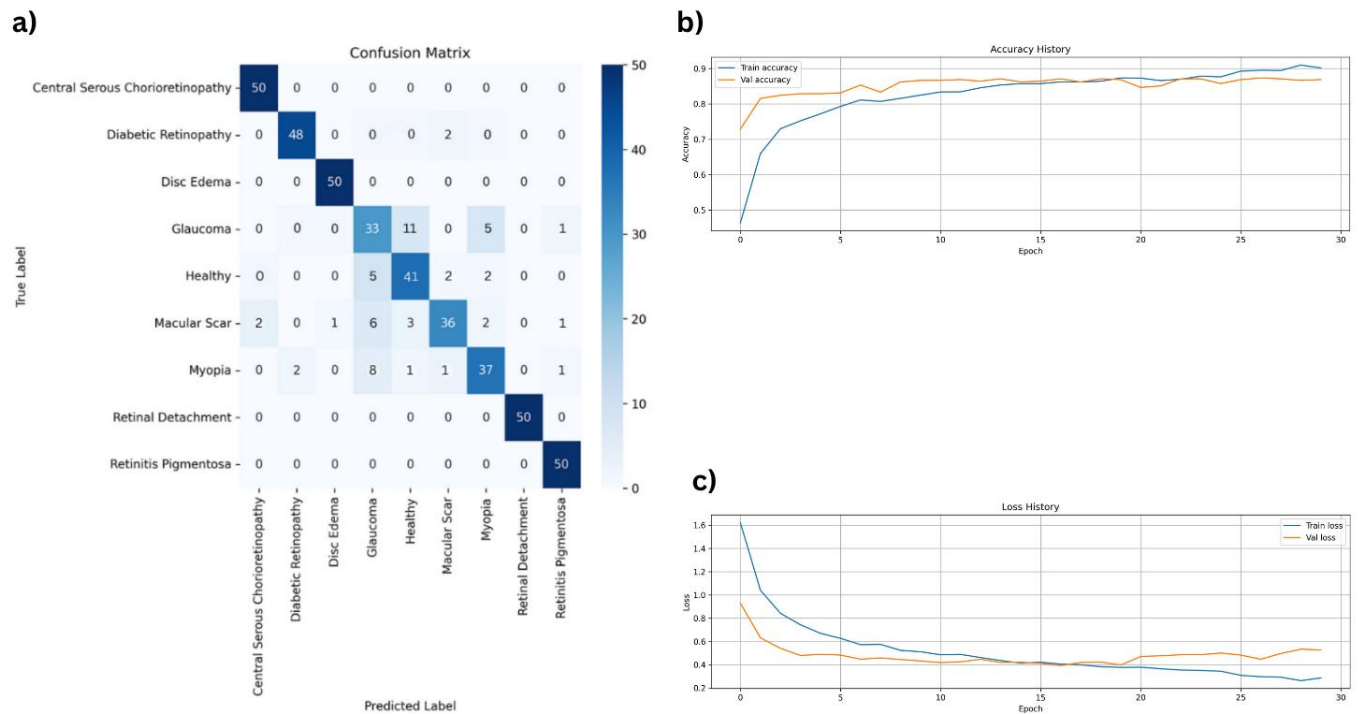 a)
Confusion Matrix
True Label
Central Serous Chorioretinopathy
Diabetic Retinopathy
Disc Edema
Glaucoma
Healthy
Macular Scar
Myopia
Retinal Detachment
Retinitis Pigmentosa
50 0 0 0 0 0 0 0 0
0 48 0 0 0 2 0 0 0
0 0 50 0 0 0 0 0 0
0 0 0 33 11 0 5 0 1
0 0 0 5 41 2 2 0 0
2 0 1 6 3 36 2 0 1
0 2 0 8 1 1 37 0 1
0 0 0 0 0 0 0 50 0
0 0 0 0 0 0 0 0 50
Central Serous Chorioretinopathy
Diabetic Retinopathy
Disc Edema
Glaucoma
Healthy
Macular Scar
Myopia
Retinal Detachment
Retinitis Pigmentosa
Predicted Label
50
40
30
20
10
0
b)
Accuracy History
Train accuracy
Val accuracy
Accuracy
0.9
0.8
0.7
0.6
0.5
0 5 10 15 20 25 30
Epoch
c)
Loss History
Train loss
Val loss
Loss
1.6
1.4
1.2
1.0
0.8
0.6
0.4
0.2
0 5 10 15 20 25 30
Epoch